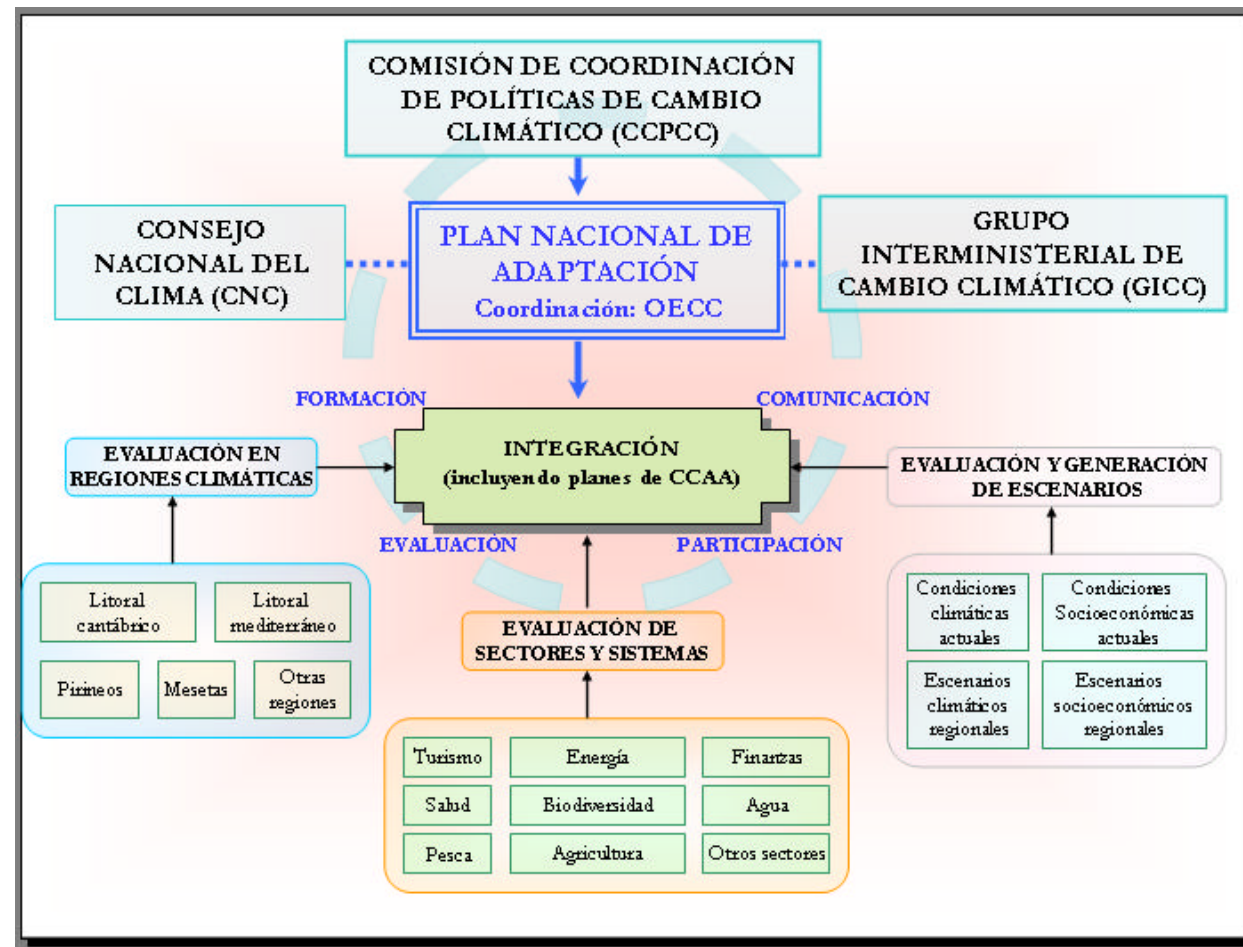 COMISIÓN DE COORDINACIÓN
DE POLÍTICAS DE CAMBIO
CLIMÁTICO (CCPCC)
CONSEJO
NACIONAL DEL
CLIMA (CNC)
PLAN NACIONAL DE
ADAPTACIÓN
Coordinación: OECC
GRUPO
INTERMINISTERIAL DE
CAMBIO CLIMÁTICO (GICC)
FORMACIÓN
COMUNICACIÓN
INTEGRACIÓN
(incluyendo planes de CCAA)
EVALUACIÓN EN
REGIONES CLIMÁTICAS
EVALUACIÓN Y GENERACIÓN
DE ESCENARIOS
EVALUACIÓN
PARTICIPACIÓN
Litoral
cantábrico
Litoral
mediterráneo
Pirineos
Mesetas
Otras
regiones
EVALUACIÓN DE
SECTORES Y SISTEMAS
Condiciones
climáticas
actuales
Condiciones
Socioeconómicas
actuales
Escenarios
climáticos
regionales
Escenarios
socioeconómicos
regionales
Turismo
Energía
Finanzas
Salud
Biodiversidad
Agua
Pesca
Agricultura
Otros sectores